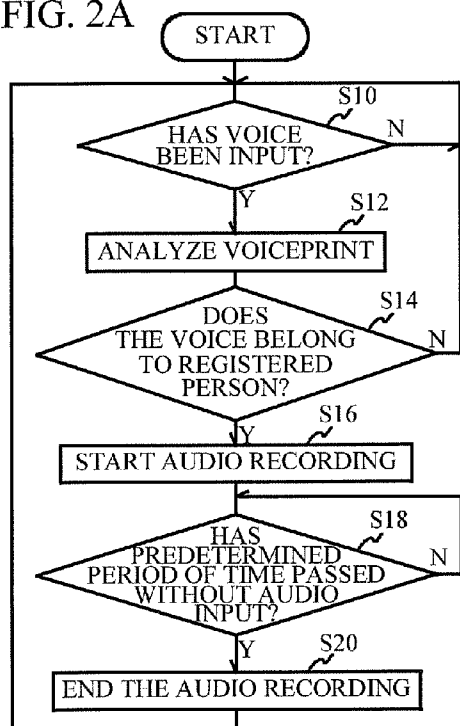 FIG. 2A
START
S10
HAS VOICE
BEEN INPUT?
N
Y
S12
ANALYZE VOICEPRINT
S14
DOES
THE VOICE BELONG
TO REGISTERED
PERSON?
N
Y
S16
START AUDIO RECORDING
S18
HAS
PREDETERMINED
PERIOD OF TIME PASSED
WITHOUT AUDIO
INPUT?
N
Y
S20
END THE AUDIO RECORDING